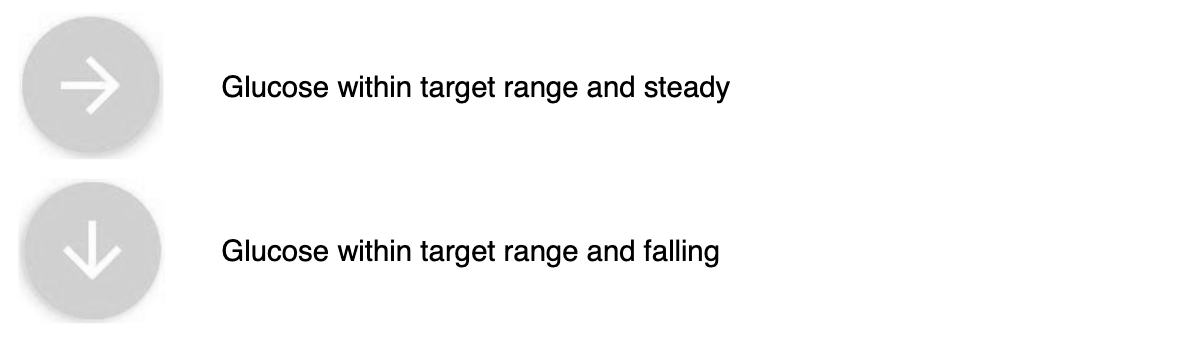 Glucose within target range and steady
Glucose within target range and falling